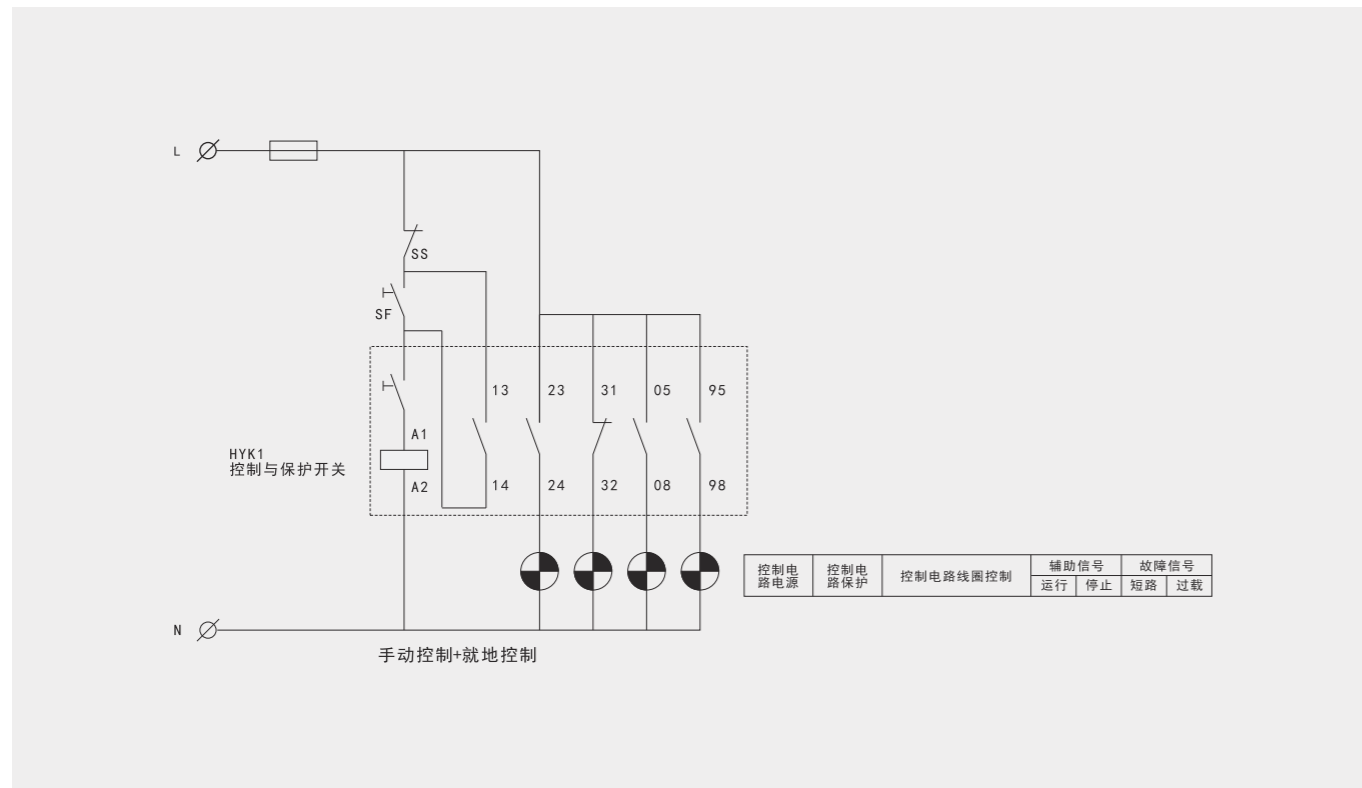 L
SS
SF
13 23 31 05 95
A1
HYK1
控制与保护开关
A2
14 24 32 08 98
控制电路电源 控制电路保护 控制电路线圈控制 辅助信号 故障信号
运行 停止 短路 过载
N
手动控制+就地控制